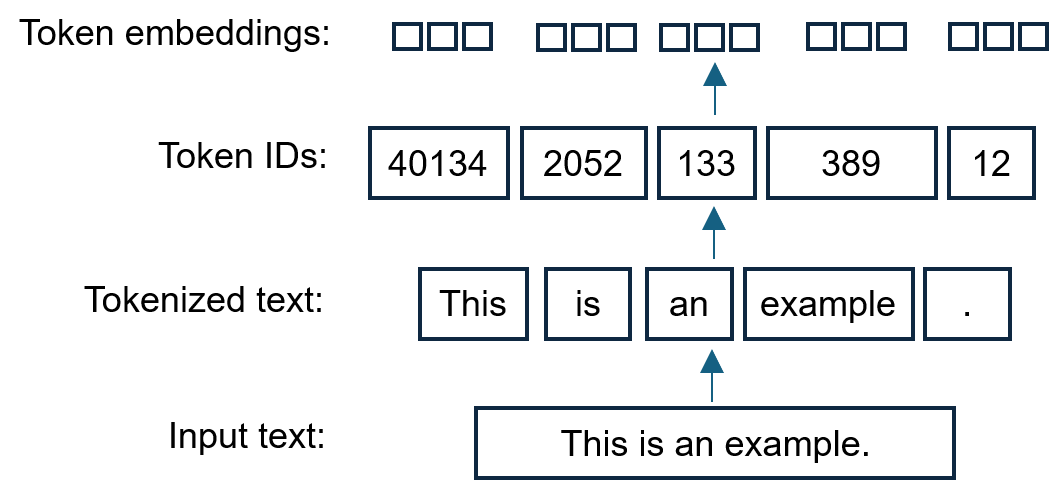 Token embeddings:
Token IDs: 40134 2052 133 389 12
Tokenized text: This is an example .
Input text: This is an example.